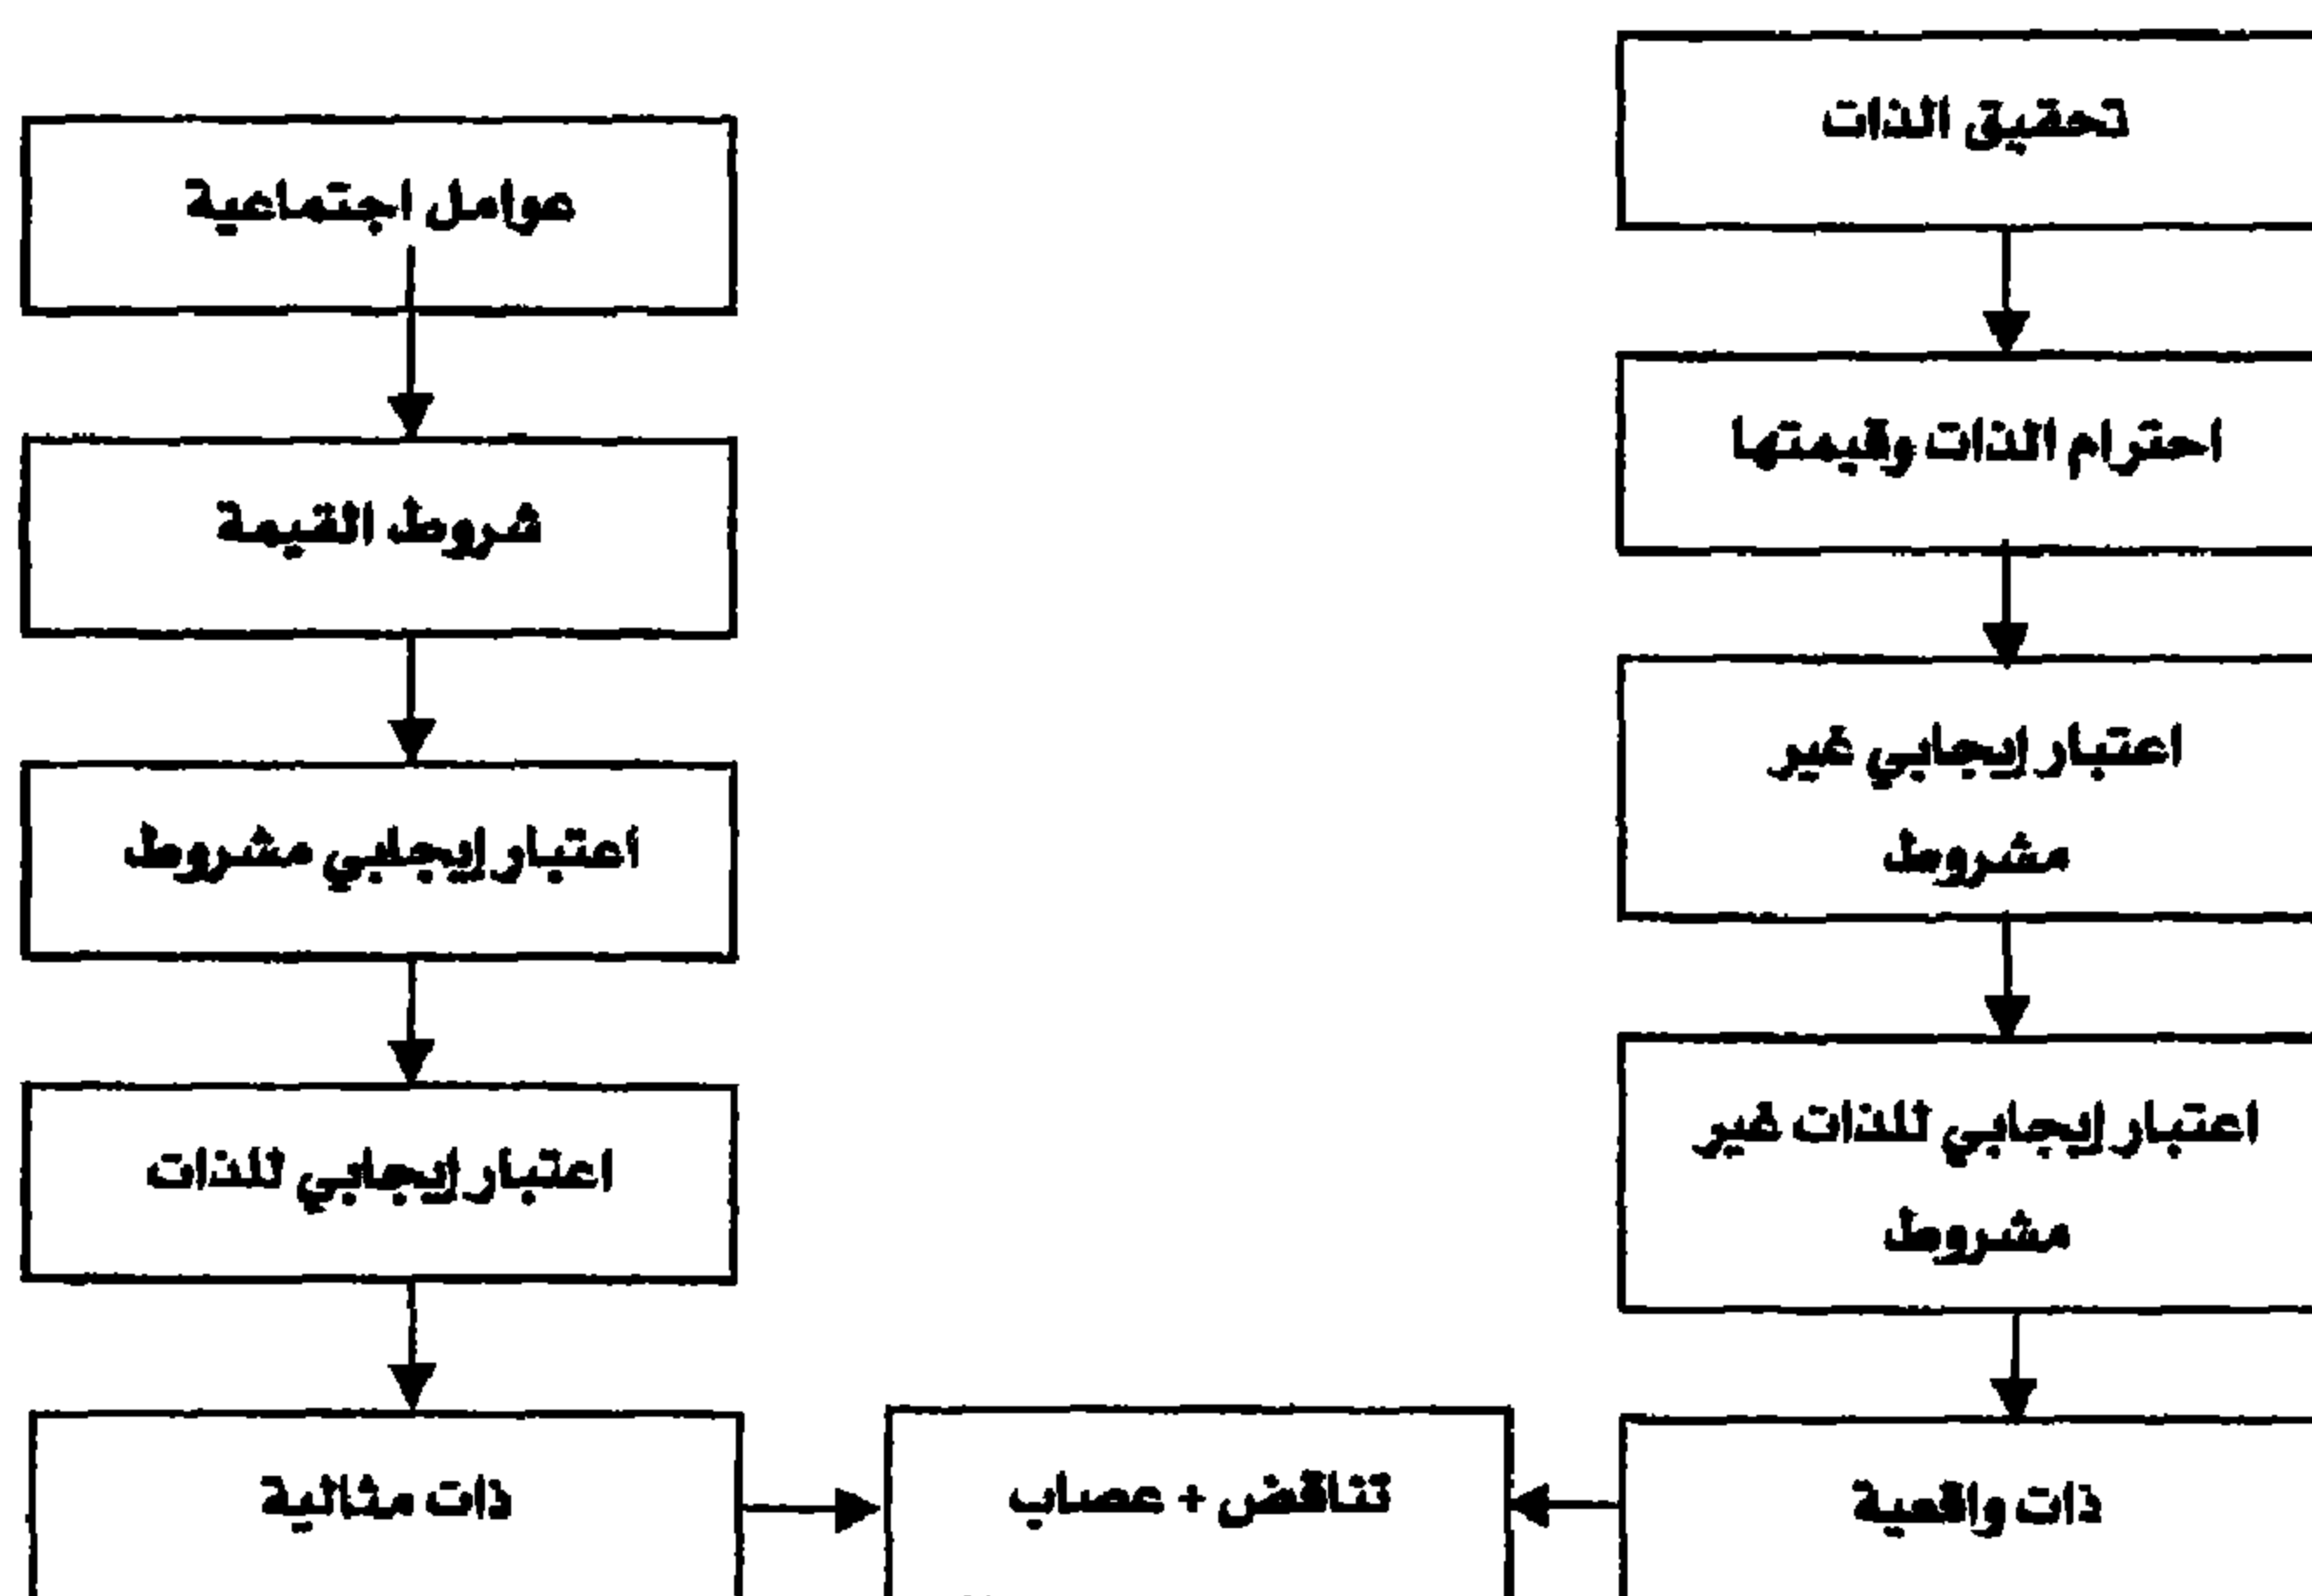 تحقيق الذات
احترام الذات وقيمتها
اعتبار إيجابي غير
مشروط
اعتبار إيجابي للذات غير
مشروط
ذات واقعية
عوامل اجتماعية
شروط القيمة
اعتبار إيجابي مشروط
اعتبار إيجابي للذات
ذات مثالية
تناقض + عصاب